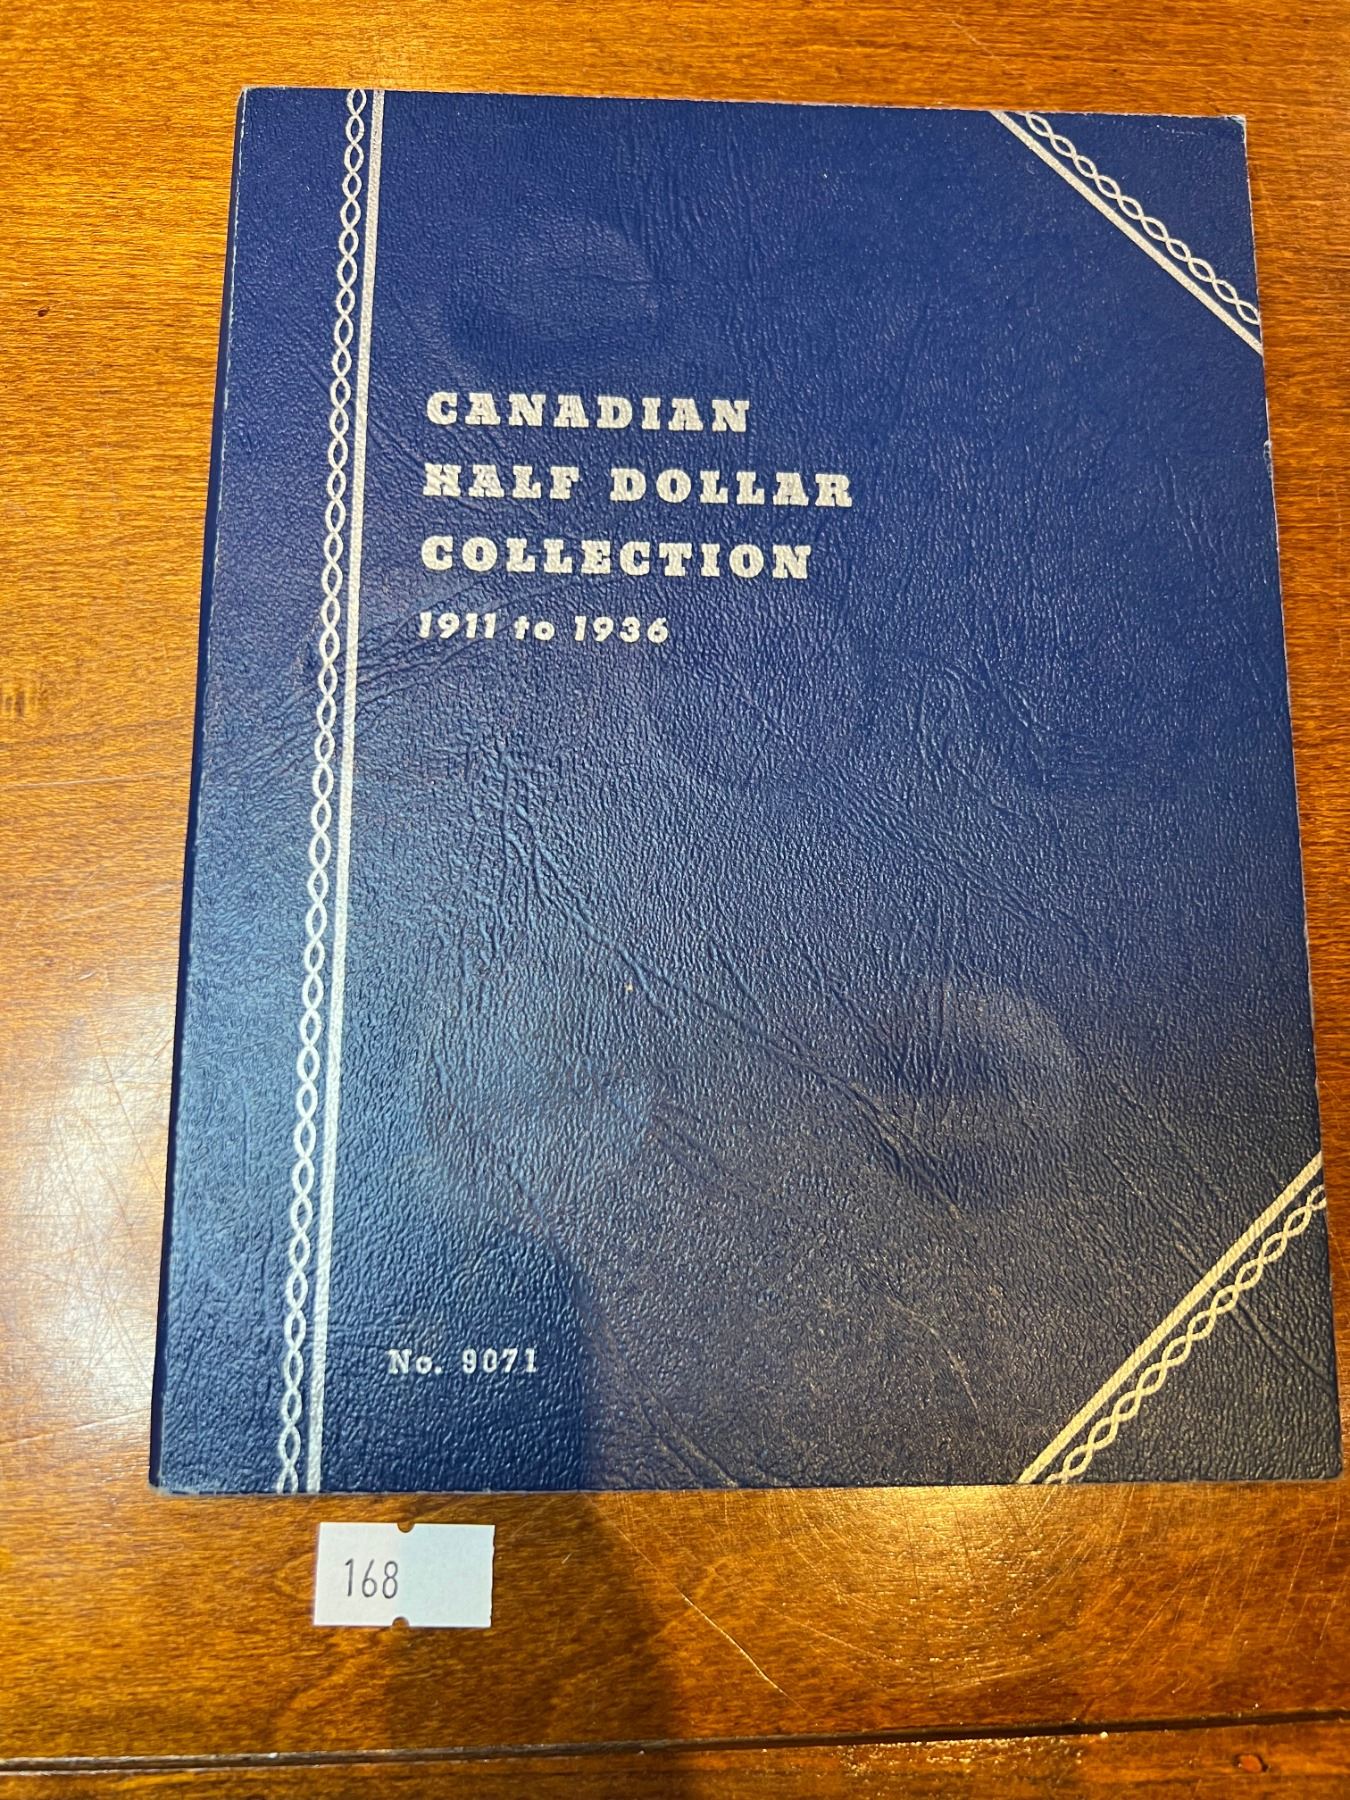 CANADIAN
HALF DOLLAR
COLLECTION
1911 to 1936
No. 9071
168